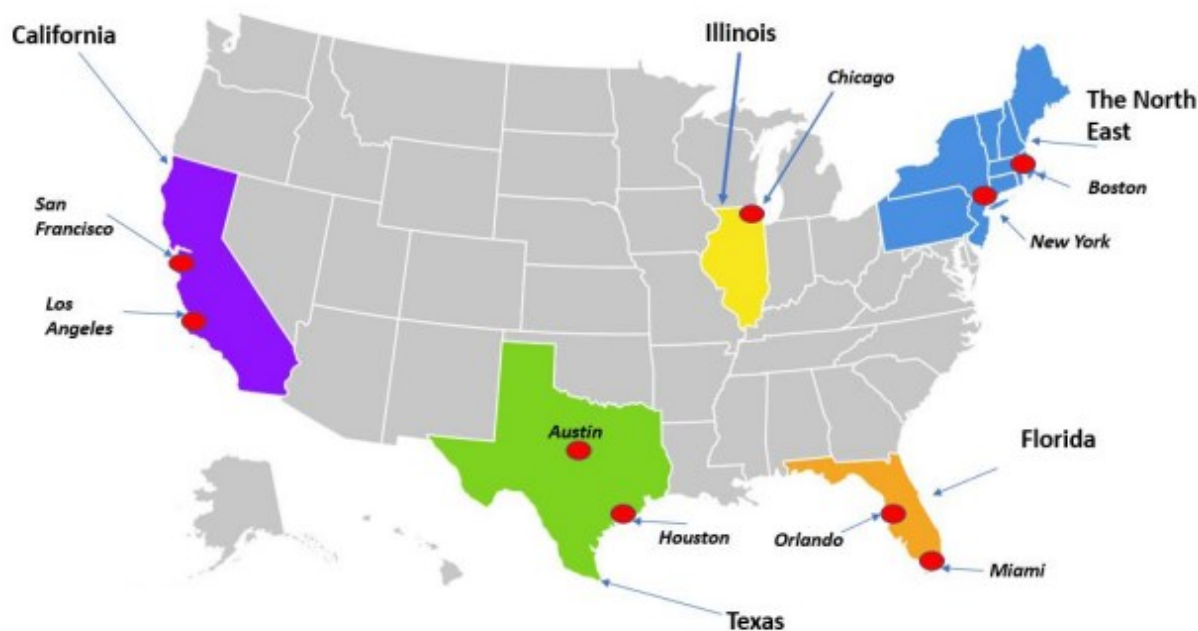 California
Illinois
Chicago
The North
East
Boston
New York
San
Francisco
Los
Angeles
Austin
Houston
Texas
Florida
Orlando
Miami